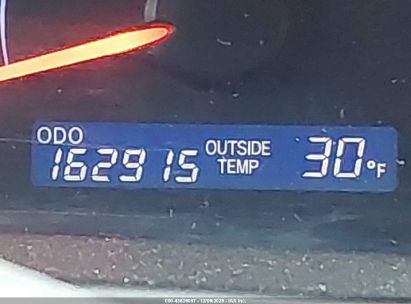 ODO
162915
OUTSIDE
TEMP
30°F